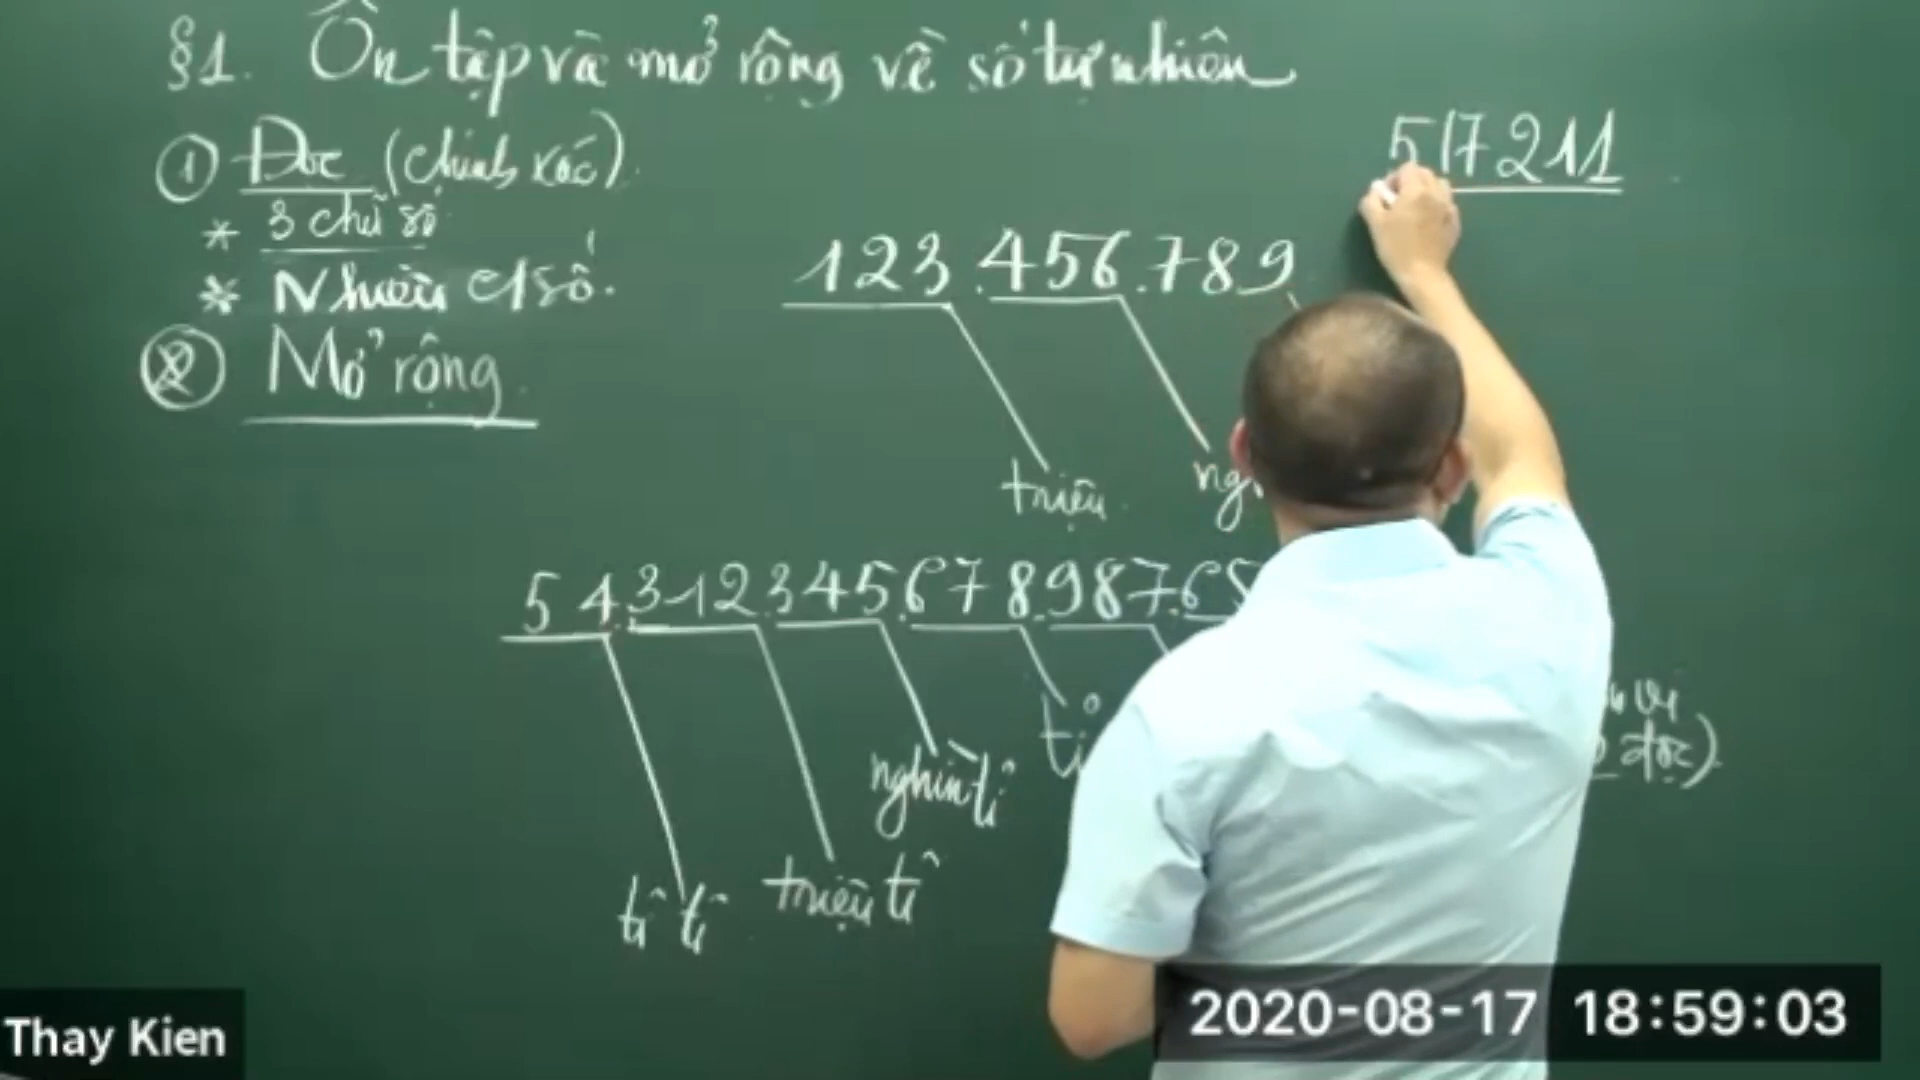 §1. Ôn tập và mở rộng về số tự nhiên
① Đọc (chính xác).
517211
* 3 chữ số
123.456.789
* Nhiều c/số.
② Mở rộng
triệu
54.312.345.678.987.65
đọc)
nghìn tỉ
tỉ tỉ
triệu tỉ
Thay Kien
2020-08-17 18:59:03